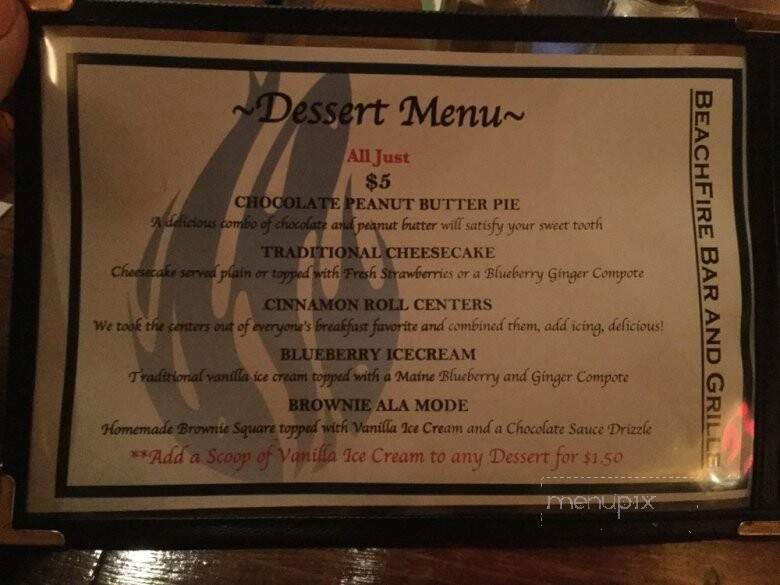 ~Dessert Menu~
All Just
$5
CHOCOLATE PEANUT BUTTER PIE
A delicious combo of chocolate and peanut butter will satisfy your sweet tooth
TRADITIONAL CHEESECAKE
Cheesecake served plain or topped with Fresh Strawberries or a Blueberry Ginger Compote
CINNAMON ROLL CENTERS
We took the centers out of everyone's breakfast favorite and combined them, add icing, delicious!
BLUEBERRY ICECREAM
Traditional vanilla ice cream topped with a Maine Blueberry and Ginger Compote
BROWNIE ALA MODE
Homemade Brownie Square topped with Vanilla Ice Cream and a Chocolate Sauce Drizzle
**Add a Scoop of Vanilla Ice Cream to any Dessert for $1.50
BEACHFIRE BAR AND GRILLE
menupix